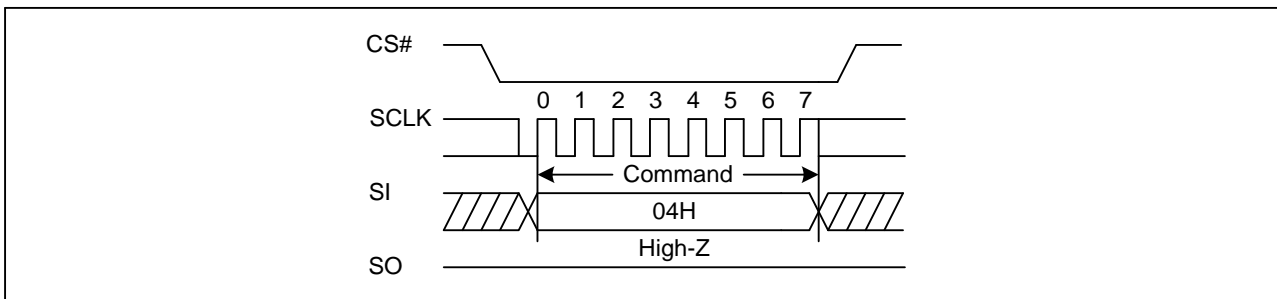 CS#
0 1 2 3 4 5 6 7
SCLK
Command
SI
04H
High-Z
SO